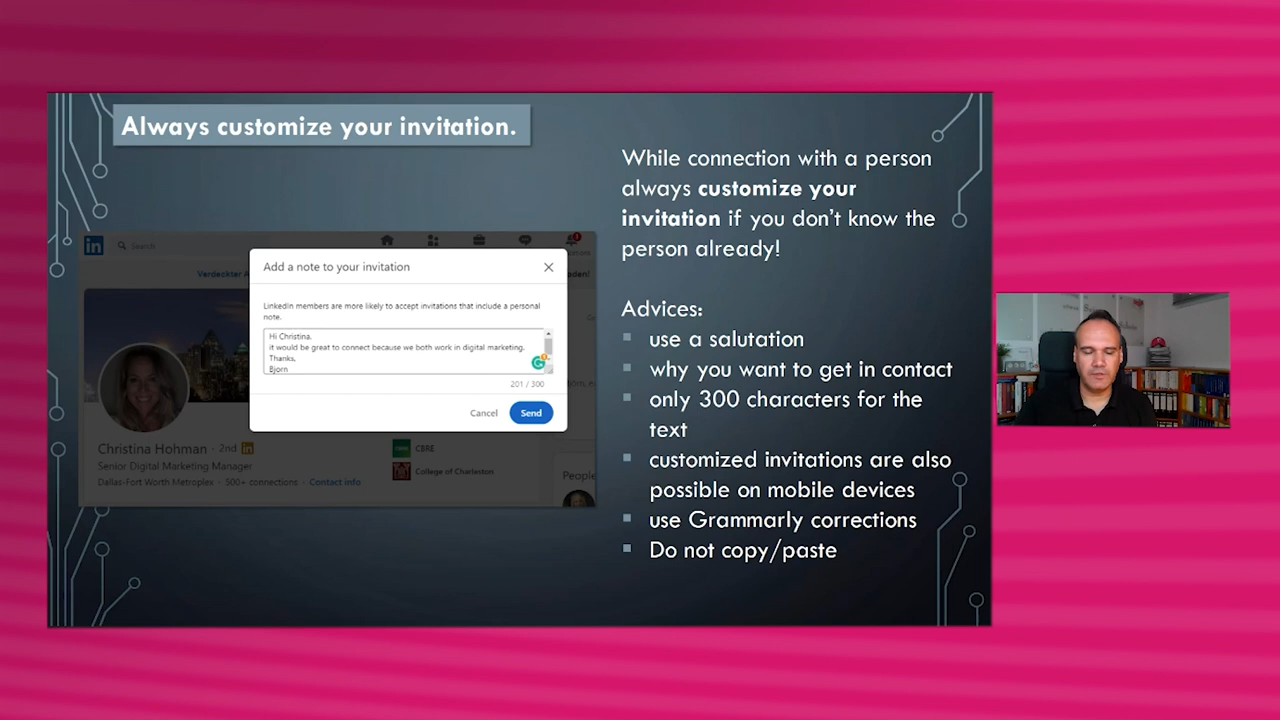 Always customize your invitation.
While connection with a person
always customize your
invitation if you don't know the
person already!
Advices:
use a salutation
why you want to get in contact
only 300 characters for the
text
customized invitations are also
possible on mobile devices
use Grammarly corrections
Do not copy/paste
in
Search
Verdeckter
Add a note to your invitation
LinkedIn members are more likely to accept invitations that include a personal
note.
Hi Christina,
it would be great to connect because we both work in digital marketing.
Thanks,
Bjorn
201 / 300
Cancel
Send
Christina Hohman · 2nd in
Senior Digital Marketing Manager
Dallas-Fort Worth Metroplex · 500+ connections · Contact info
CBRE
College of Charleston
People